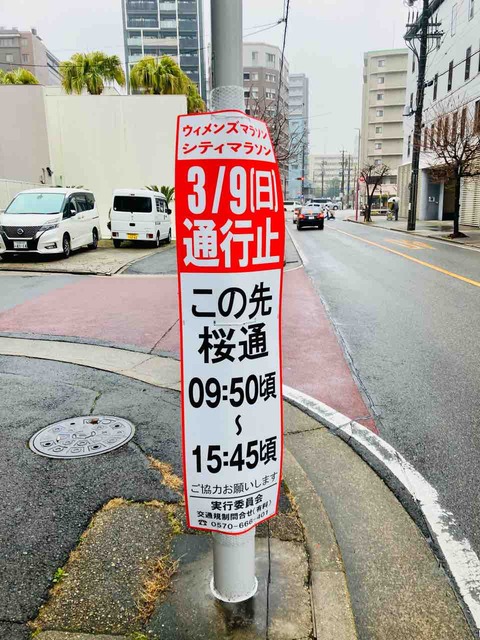 ウィメンズマラソン
シティマラソン
3/9(日)
通行止
この先
桜通
09:50頃
～
15:45頃
ご協力お願いします
実行委員会
交通規制問合せ(有料)
☎0570-666-401